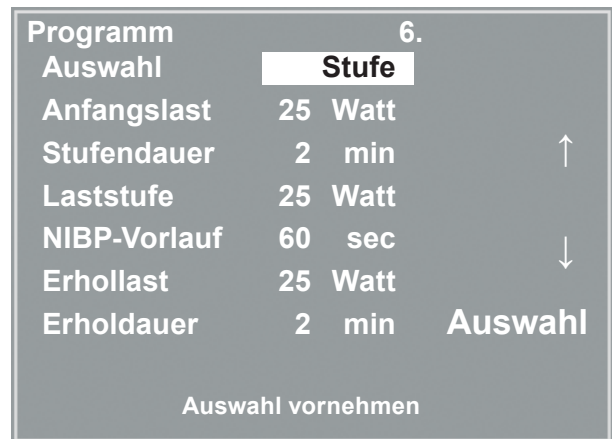 Programm 6.
Auswahl Stufe
Anfangslast 25 Watt
Stufendauer 2 min ↑
Laststufe 25 Watt
NIBP-Vorlauf 60 sec ↓
Erhollast 25 Watt
Erholdauer 2 min Auswahl
Auswahl vornehmen